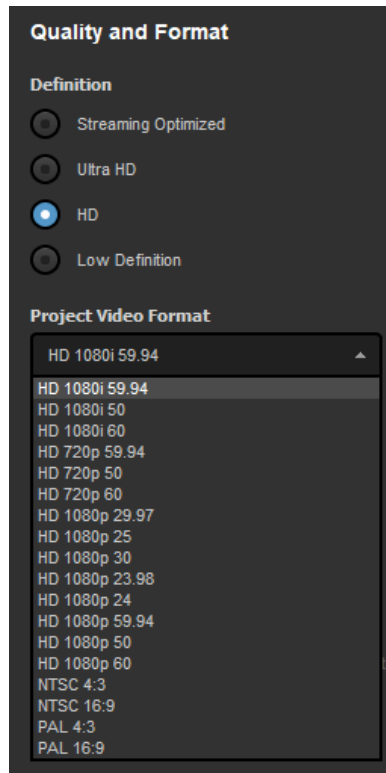 Quality and Format
Definition
Streaming Optimized
Ultra HD
HD
Low Definition
Project Video Format
HD 1080i 59.94
HD 1080i 59.94
HD 1080i 50
HD 1080i 60
HD 720p 59.94
HD 720p 50
HD 720p 60
HD 1080p 29.97
HD 1080p 25
HD 1080p 30
HD 1080p 23.98
HD 1080p 24
HD 1080p 59.94
HD 1080p 50
HD 1080p 60
NTSC 4:3
NTSC 16:9
PAL 4:3
PAL 16:9